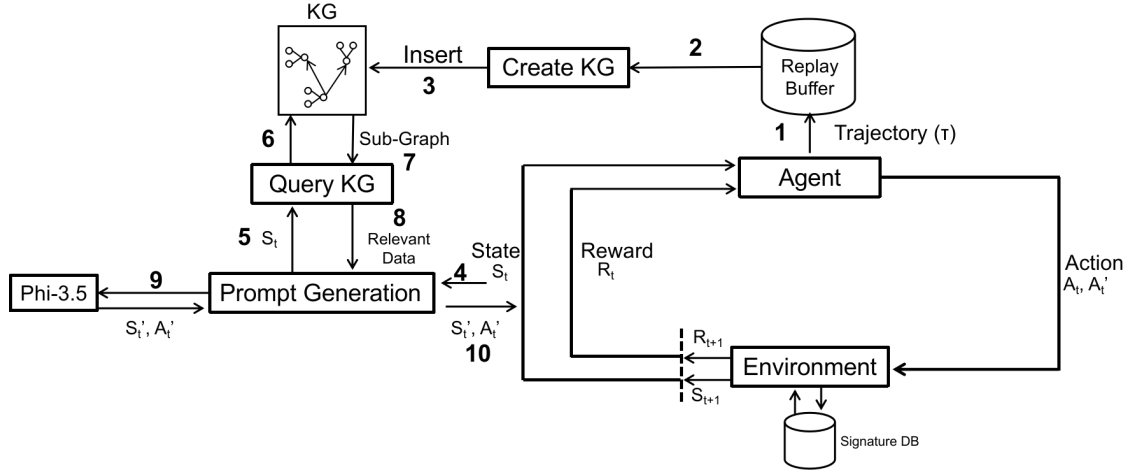 KG
Insert
3
Create KG
2
Replay
Buffer
1
Trajectory (τ)
6
Sub-Graph
7
Query KG
Agent
5
Sₜ
8
Relevant
Data
State
Sₜ
4
Reward
Rₜ
Action
Aₜ, Aₜ’
Phi-3.5
9
Prompt Generation
Sₜ’, Aₜ’
Sₜ’, Aₜ’
10
Rₜ₊₁
Environment
Sₜ₊₁
Signature DB